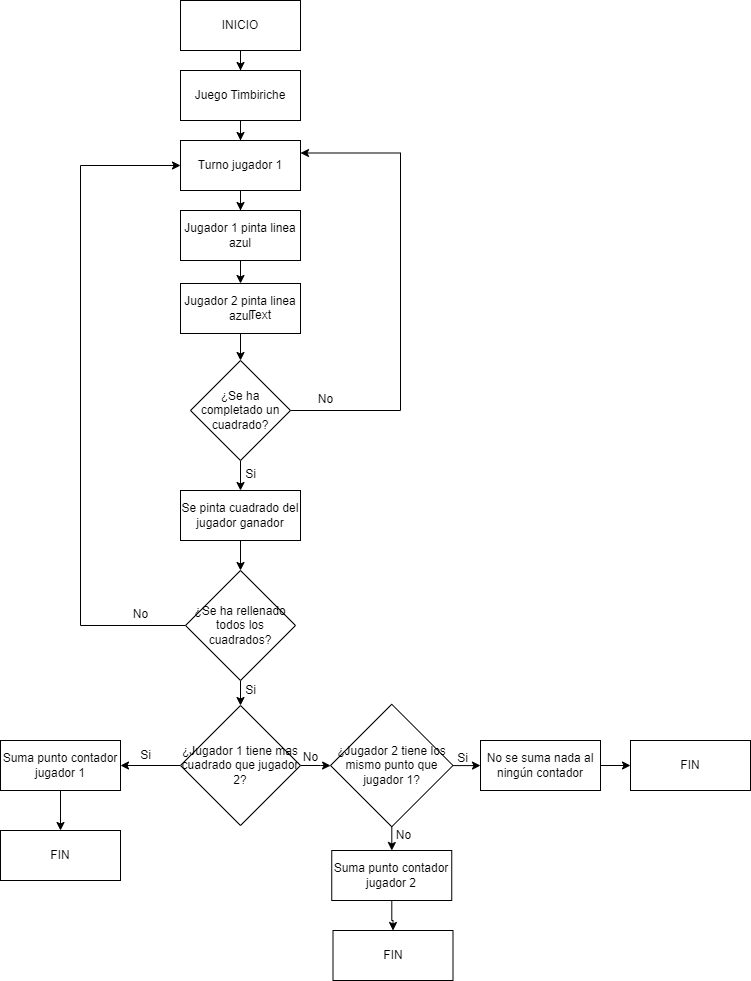 INICIO
Juego Timbiriche
Turno jugador 1
Jugador 1 pinta linea
azul
Jugador 2 pinta linea
azul
Text
¿Se ha
completado un
cuadrado?
No
Si
Se pinta cuadrado del
jugador ganador
¿Se ha rellenado
todos los
cuadrados?
No
Si
¿Jugador 1 tiene mas
cuadrado que jugador
2?
Si
No
Suma punto contador
jugador 1
FIN
¿Jugador 2 tiene los
mismo punto que
jugador 1?
Si
No
No se suma nada al
ningún contador
FIN
Suma punto contador
jugador 2
FIN